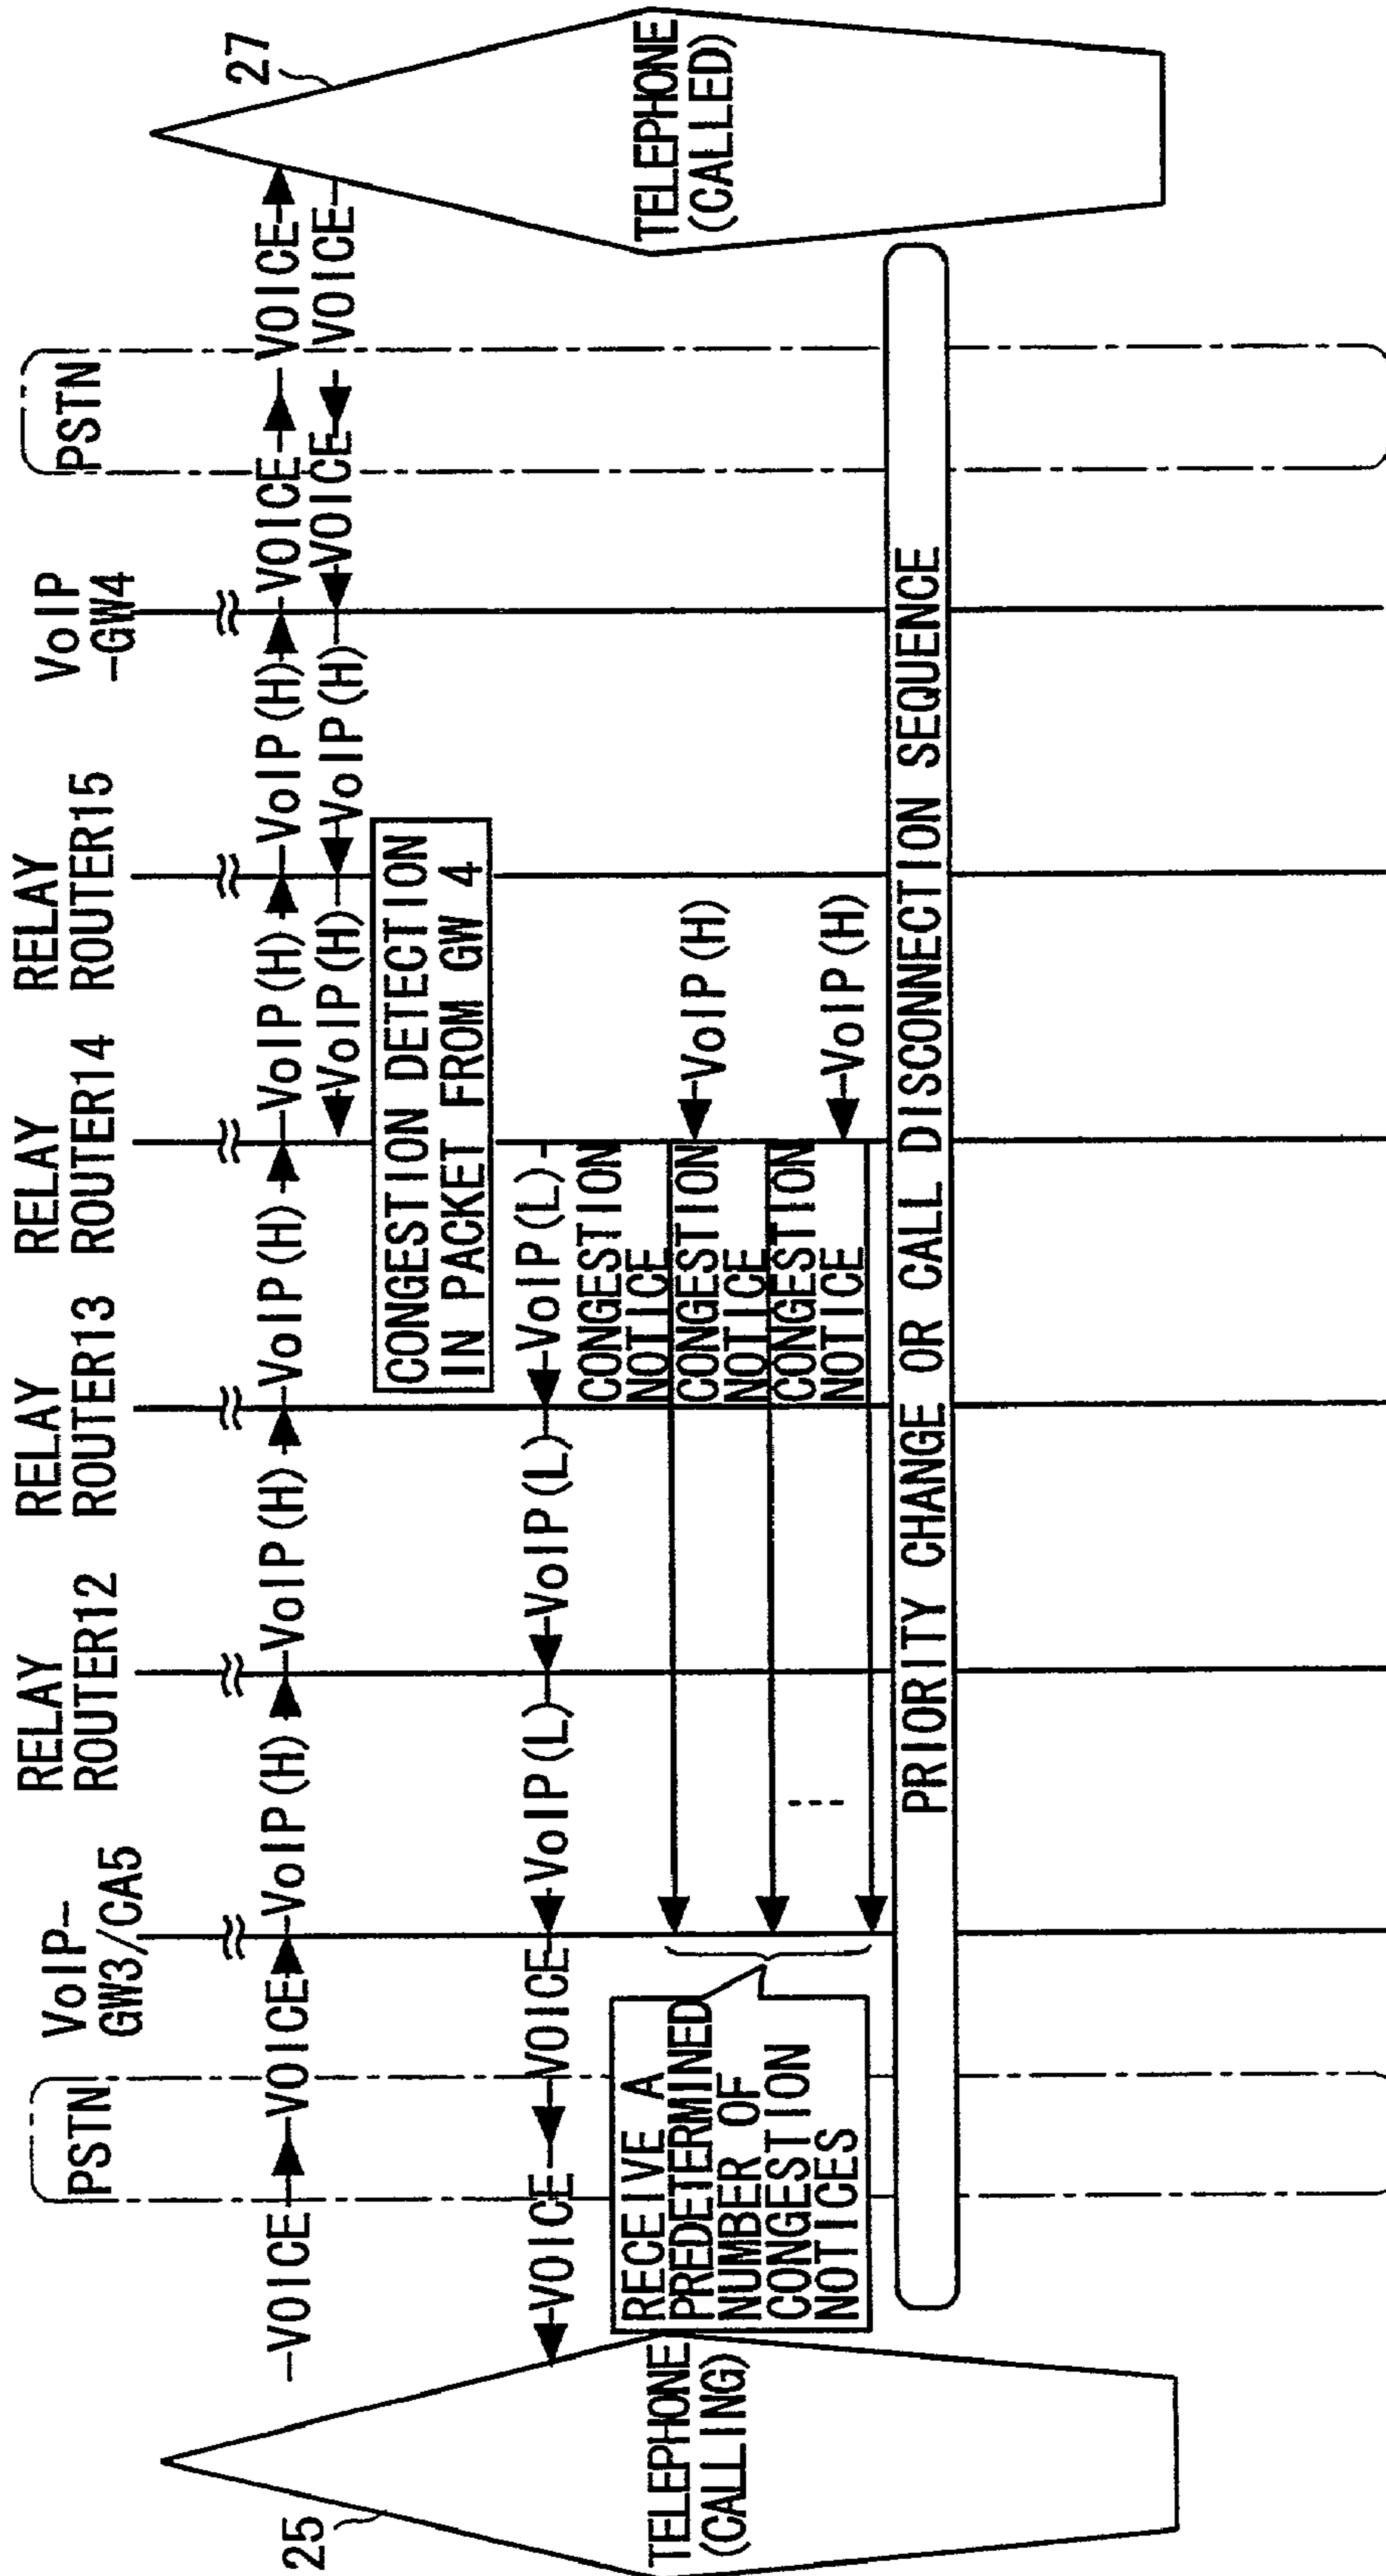 25
TELEPHONE
(CALLING)
PSTN
VoIP-
GW3/CA5
RELAY
ROUTER12
RELAY
ROUTER13
RELAY
ROUTER14
RELAY
ROUTER15
VoIP
-GW4
PSTN
27
TELEPHONE
(CALLED)
VOICE
VOICE
VoIP(H)
VoIP(H)
VoIP(H)
VoIP(H)
VoIP(H)
VOICE
VOICE
VoIP(H)
VoIP(H)
VOICE
VOICE
CONGESTION DETECTION
IN PACKET FROM GW 4
VOICE
VOICE
VoIP(L)
VoIP(L)
VoIP(L)
CONGESTION
NOTICE
CONGESTION
NOTICE
CONGESTION
NOTICE
VoIP(H)
VoIP(H)
RECEIVE A
PREDETERMINED
NUMBER OF
CONGESTION
NOTICES
PRIORITY CHANGE OR CALL DISCONNECTION SEQUENCE